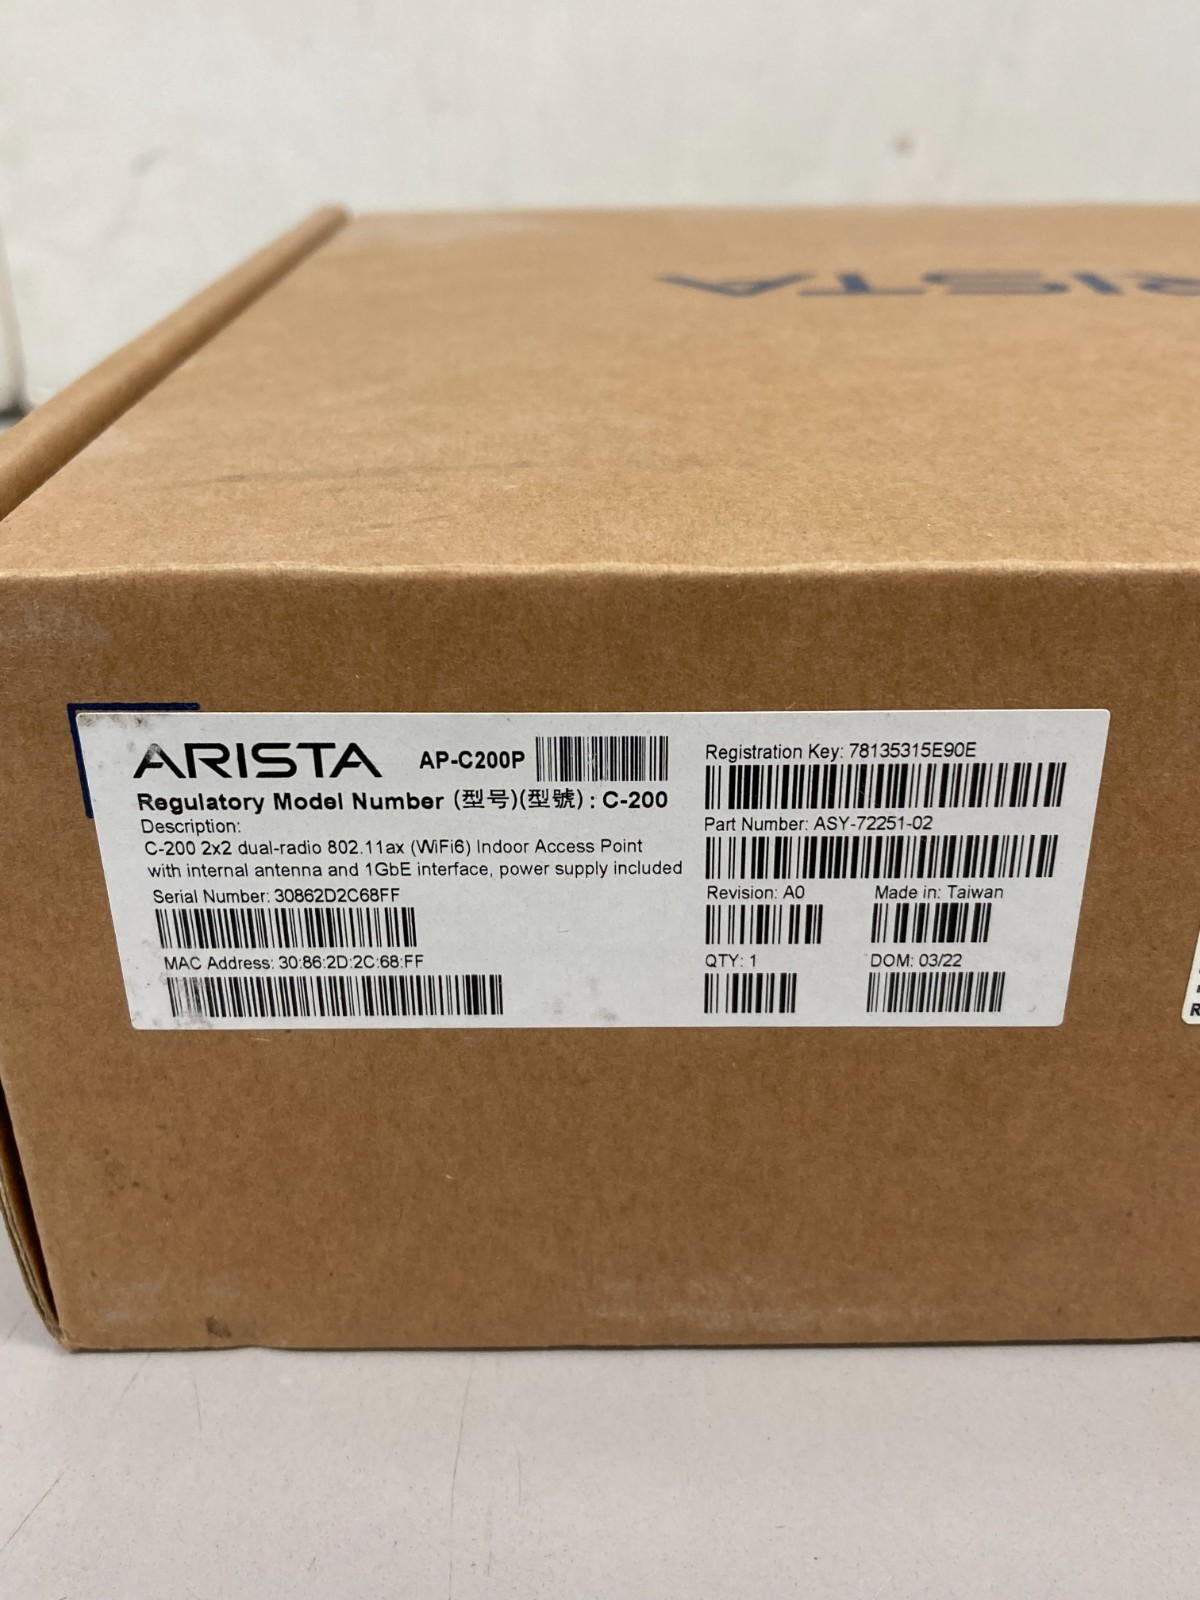 ARISTA
ARISTA AP-C200P
Regulatory Model Number (型号)(型號) : C-200
Description:
C-200 2x2 dual-radio 802.11ax (WiFi6) Indoor Access Point
with internal antenna and 1GbE interface, power supply included
Serial Number: 30862D2C68FF
MAC Address: 30:86:2D:2C:68:FF
Registration Key: 78135315E90E
Part Number: ASY-72251-02
Revision: A0 Made in: Taiwan
QTY: 1 DOM: 03/22